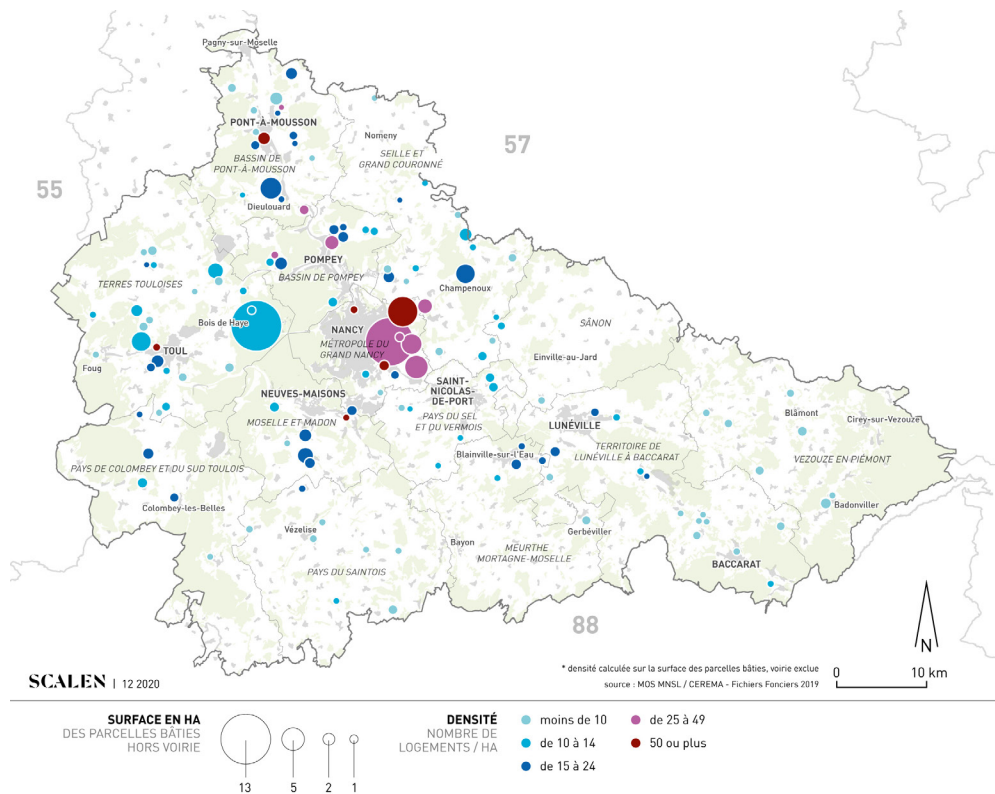 Pagny-sur-Moselle
PONT-À-MOUSSON
Nomeny
57
BASSIN DE
PONT-À-MOUSSON
SEILLE ET
GRAND COURONNÉ
55
Dieulouard
POMPEY
BASSIN DE POMPEY
TERRES TOULOISES
Champenoux
Bois de Haye
NANCY
MÉTROPOLE DU
GRAND NANCY
SÂNON
TOUL
Foug
Einville-au-Jard
SAINT-
NICOLAS-
DE-PORT
NEUVES-MAISONS
MOSELLE ET MADON
PAYS DU SEL
ET DU VERMOIS
LUNÉVILLE
Blâmont
Cirey-sur-Vezouze
TERRITOIRE DE
LUNÉVILLE À BACCARAT
Blainville-sur-l'Eau
VEZOUZE EN PIÉMONT
PAYS DE COLOMBEY ET DU SUD TOULOIS
Colombey-les-Belles
Badonviller
Vézelise
Gerbéviller
Bayon
MEURTHE
MORTAGNE-MOSELLE
BACCARAT
PAYS DU SAINTOIS
88
N
SCALEN | 12 2020
* densité calculée sur la surface des parcelles bâties, voirie exclue
source : MOS MNSL / CEREMA - Fichiers Fonciers 2019
0 10 km
SURFACE EN HA
DES PARCELLES BÂTIES
HORS VOIRIE
13 5 2 1
DENSITÉ
NOMBRE DE
LOGEMENTS / HA
moins de 10
de 10 à 14
de 15 à 24
de 25 à 49
50 ou plus